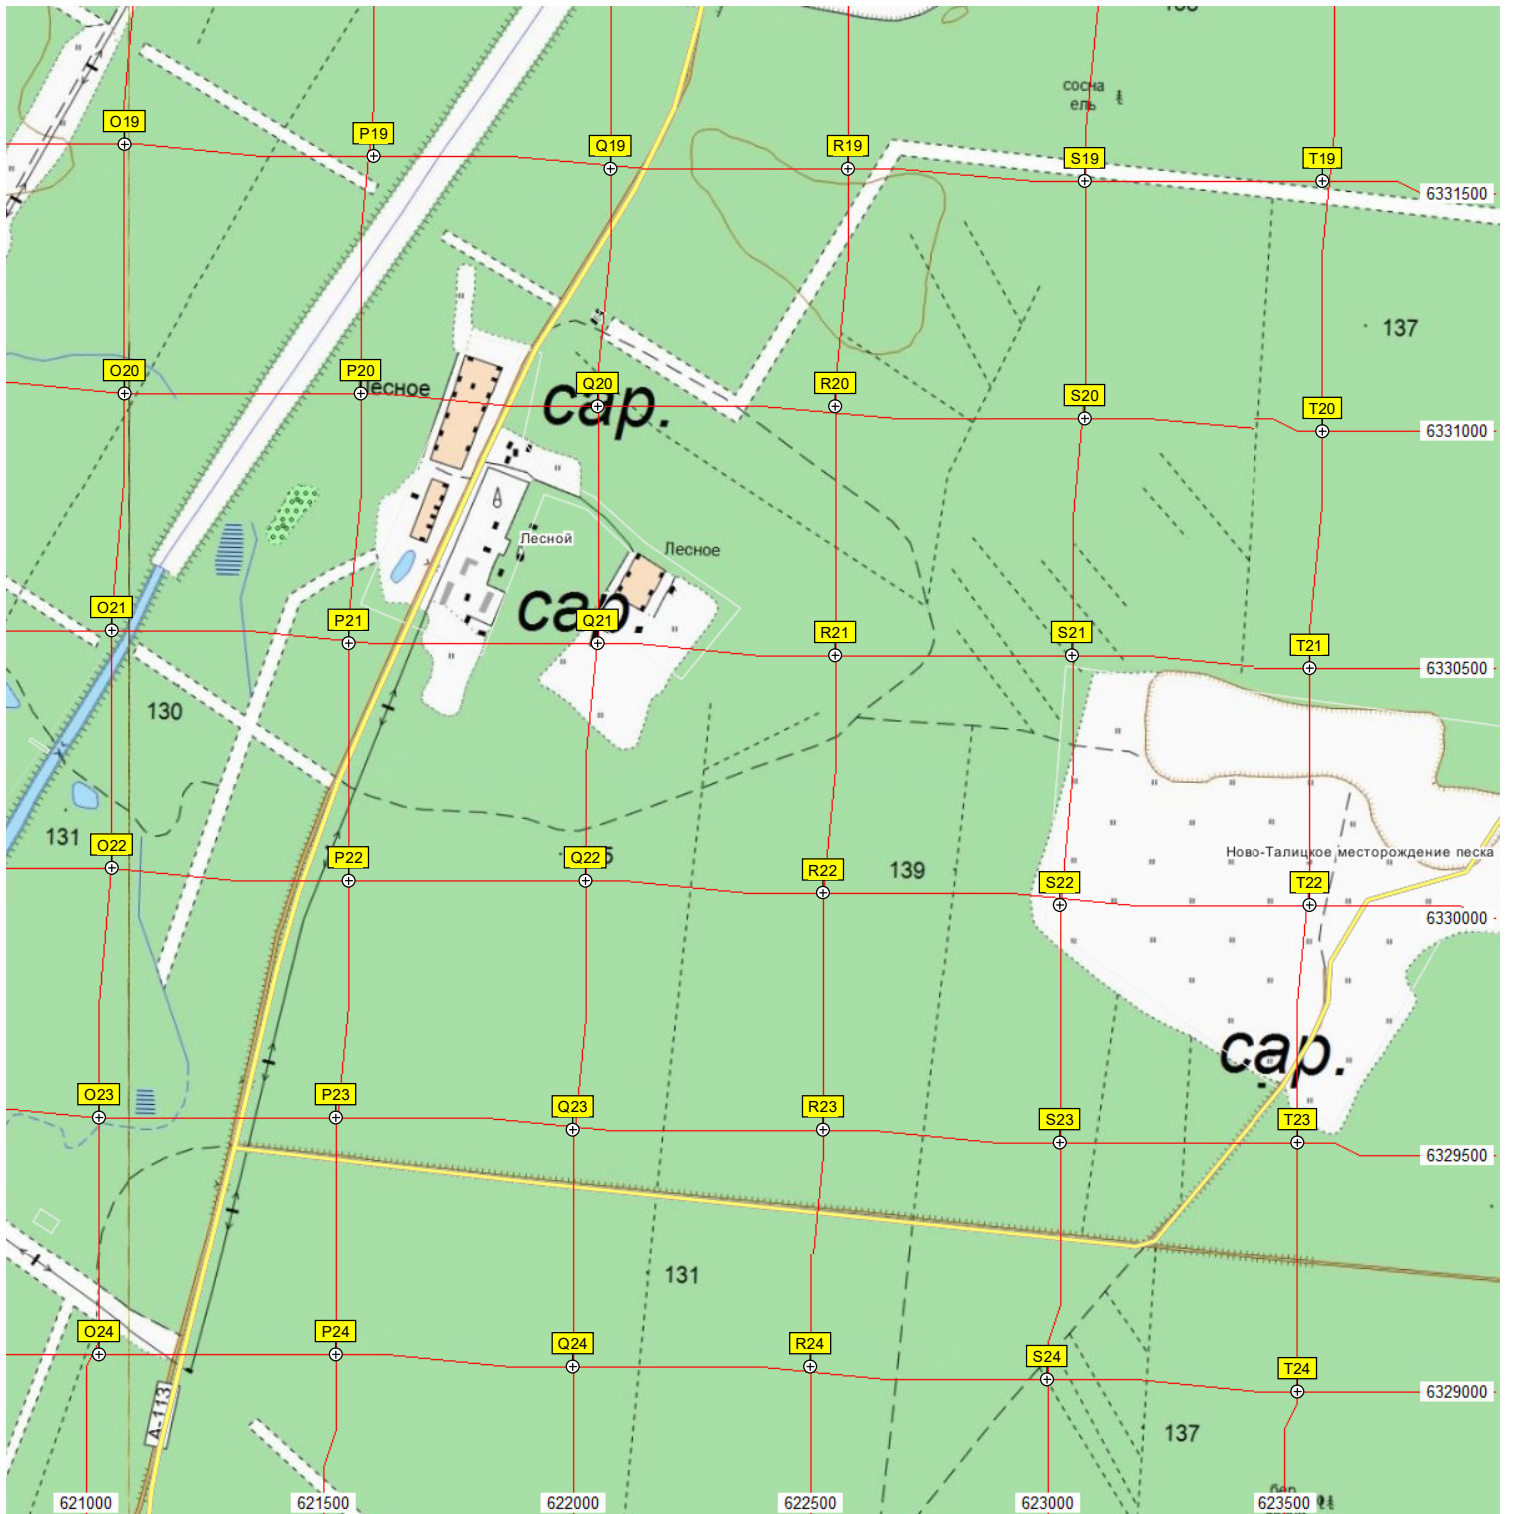 сосна
ель
O19
P19
Q19
R19
S19
T19
6331500
137
O20
P20
Лесное
Q20
сар.
R20
S20
T20
6331000
Лесной
Лесное
O21
P21
сар.
Q21
R21
S21
T21
6330500
130
131
O22
P22
Q22
139
R22
S22
Ново-Талицкое месторождение песка
T22
6330000
сар.
O23
P23
Q23
R23
S23
T23
6329500
131
O24
P24
Q24
R24
S24
T24
6329000
А-113
137
бер
621000
621500
622000
622500
623000
623500